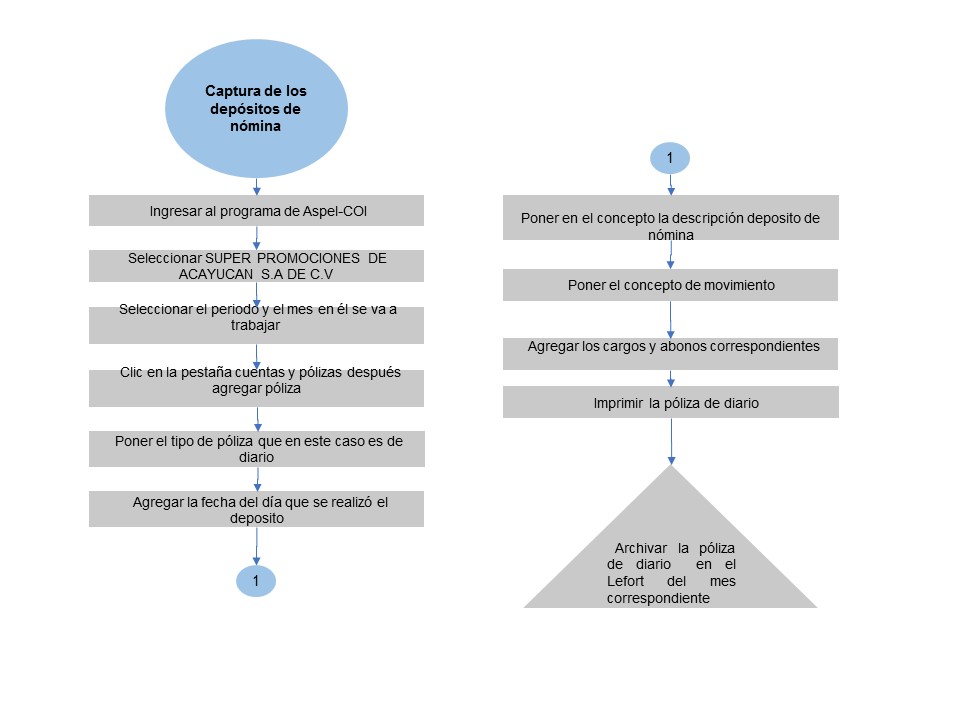 Captura de los
depósitos de
nómina
Ingresar al programa de Aspel-COI
Seleccionar SUPER PROMOCIONES DE
ACAYUCAN S.A DE C.V
Seleccionar el periodo y el mes en él se va a
trabajar
Clic en la pestaña cuentas y pólizas después
agregar póliza
Poner el tipo de póliza que en este caso es de
diario
Agregar la fecha del día que se realizó el
deposito
1
1
Poner en el concepto la descripción deposito de
nómina
Poner el concepto de movimiento
Agregar los cargos y abonos correspondientes
Imprimir la póliza de diario
Archivar la póliza
de diario en el
Lefort del mes
correspondiente